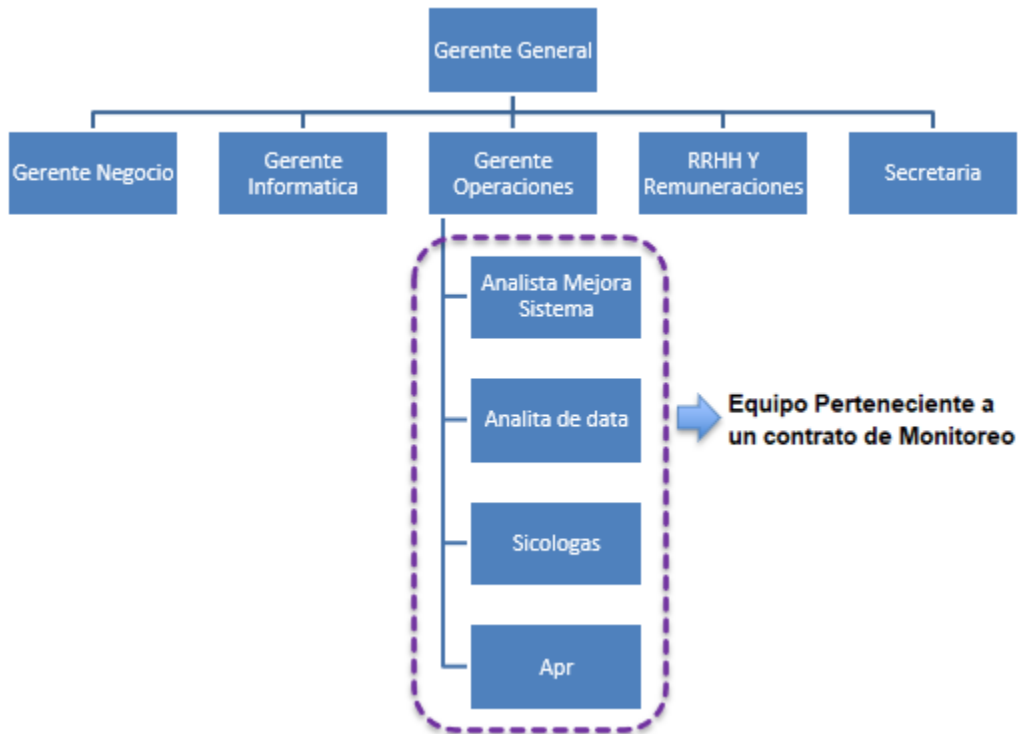 Gerente General
Gerente Negocio
Gerente
Informatica
Gerente
Operaciones
RRHH Y
Remuneraciones
Secretaria
Analista Mejora
Sistema
Analita de data
Sicologas
Apr
Equipo Perteneciente a
un contrato de Monitoreo